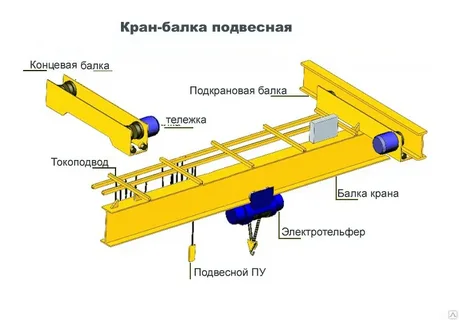 Кран-балка подвесная
Концевая балка
Подкрановая балка
тележка
Токоподвод
Балка крана
Электротельфер
Подвесной ПУ